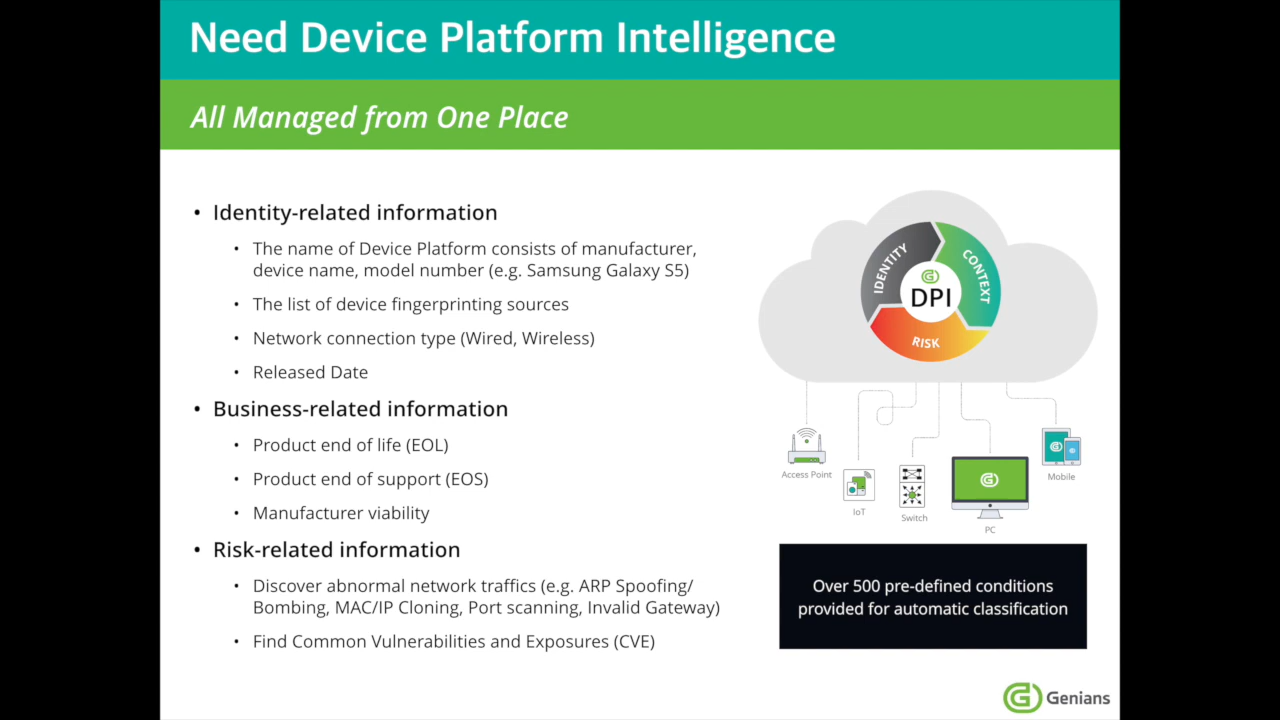 Need Device Platform Intelligence
All Managed from One Place
• Identity-related information
• The name of Device Platform consists of manufacturer,
device name, model number (e.g. Samsung Galaxy S5)
• The list of device fingerprinting sources
• Network connection type (Wired, Wireless)
• Released Date
• Business-related information
• Product end of life (EOL)
• Product end of support (EOS)
• Manufacturer viability
• Risk-related information
• Discover abnormal network traffics (e.g. ARP Spoofing/
Bombing, MAC/IP Cloning, Port scanning, Invalid Gateway)
• Find Common Vulnerabilities and Exposures (CVE)
IDENTITY
CONTEXT
DPI
RISK
Access Point
IoT
Switch
PC
Mobile
Over 500 pre-defined conditions
provided for automatic classification
Genians